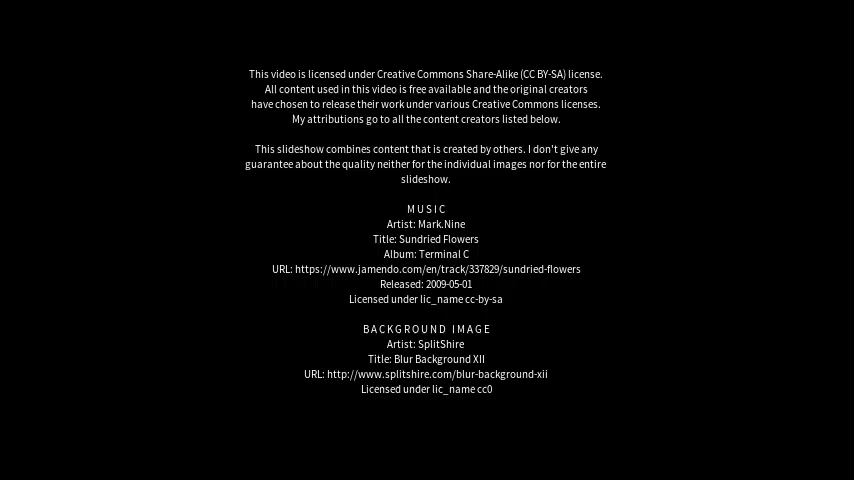 This video is licensed under Creative Commons Share-Alike (CC BY-SA) license.
All content used in this video is free available and the original creators
have chosen to release their work under various Creative Commons licenses.
My attributions go to all the content creators listed below.
This slideshow combines content that is created by others. I don't give any
guarantee about the quality neither for the individual images nor for the entire
slideshow.
MUSIC
Artist: Mark.Nine
Title: Sundried Flowers
Album: Terminal C
URL: https://www.jamendo.com/en/track/337829/sundried-flowers
Released: 2009-05-01
Licensed under lic_name cc-by-sa
BACKGROUND IMAGE
Artist: SplitShire
Title: Blur Background XII
URL: http://www.splitshire.com/blur-background-xii
Licensed under lic_name cc0